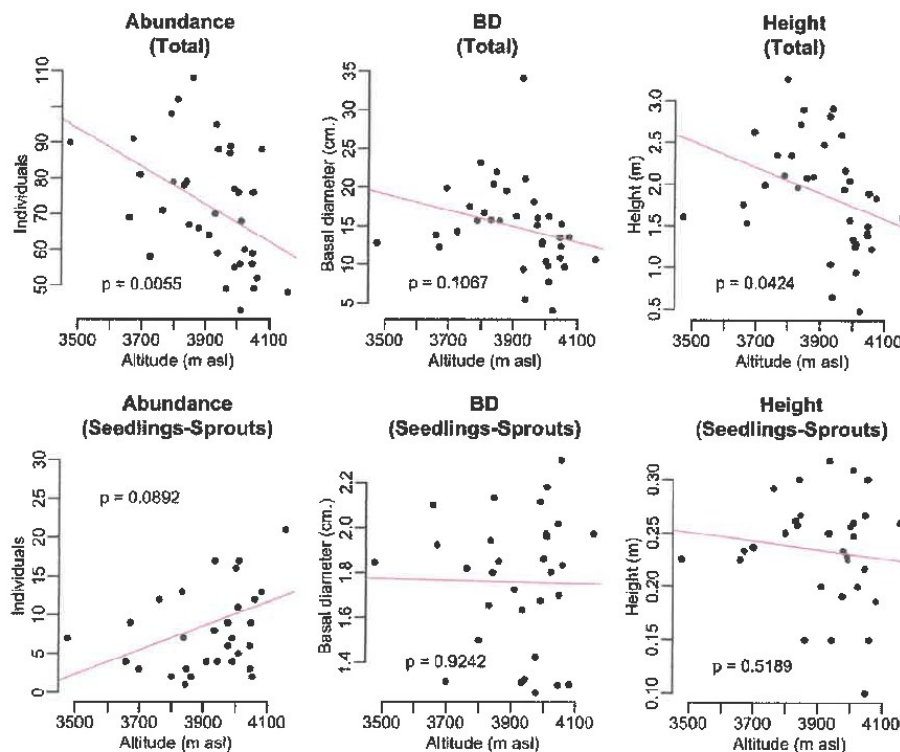 Abundance
(Total)
Individuals
110
90
80
70
60
50
p = 0.0055
3500 3700 3900 4100
Altitude (m asl)
BD
(Total)
Basal diameter (cm.)
35
30
25
20
15
10
5
p = 0.1067
3500 3700 3900 4100
Altitude (m asl)
Height
(Total)
Height (m)
3.0
2.5
2.0
1.5
1.0
0.5
p = 0.0424
3500 3700 3900
Altitude (m asl)
Abundance
(Seedlings-Sprouts)
Individuals
30
25
20
15
10
5
0
p = 0.0892
3500 3700 3900 4100
Altitude (m asl)
BD
(Seedlings-Sprouts)
Basal diameter (cm.)
2.2
2.0
1.8
1.6
1.4
p = 0.9242
3500 3700 3900 4100
Altitude (m asl)
Height
(Seedlings-Sprouts)
Height (m)
0.30
0.25
0.20
0.15
0.10
p = 0.5189
3500 3700 3900
Altitude (m asl)